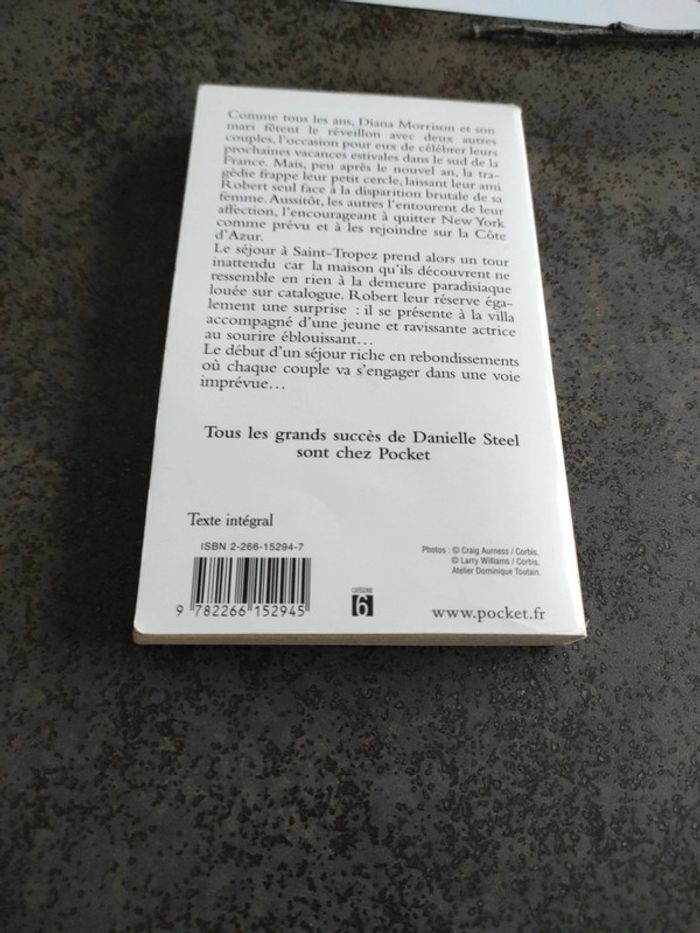 Comme tous les ans, Diana Morrison et son
mari fêtent le réveillon avec deux autres
couples, l'occasion pour eux de célébrer leurs
prochaines vacances estivales dans le sud de la
France. Mais, peu après le nouvel an, la tra-
gédie frappe leur petit cercle, laissant leur ami
Robert seul face à la disparition brutale de sa
femme. Aussitôt, les autres l'entourent de leur
affection, l'encourageant à quitter New York
comme prévu et à les rejoindre sur la Côte
d'Azur.
Le séjour à Saint-Tropez prend alors un tour
inattendu car la maison qu'ils découvrent ne
ressemble en rien à la demeure paradisiaque
louée sur catalogue. Robert leur réserve éga-
lement une surprise : il se présente à la villa
accompagné d'une jeune et ravissante actrice
au sourire éblouissant…
Le début d'un séjour riche en rebondissements
où chaque couple va s'engager dans une voie
imprévue…
Tous les grands succès de Danielle Steel
sont chez Pocket
Texte intégral
ISBN 2-266-15294-7
9 782266 152945
CATÉGORIE
6
Photos : © Craig Aurness / Corbis.
© Larry Williams / Corbis.
Atelier Dominique Toutain.
www.pocket.fr